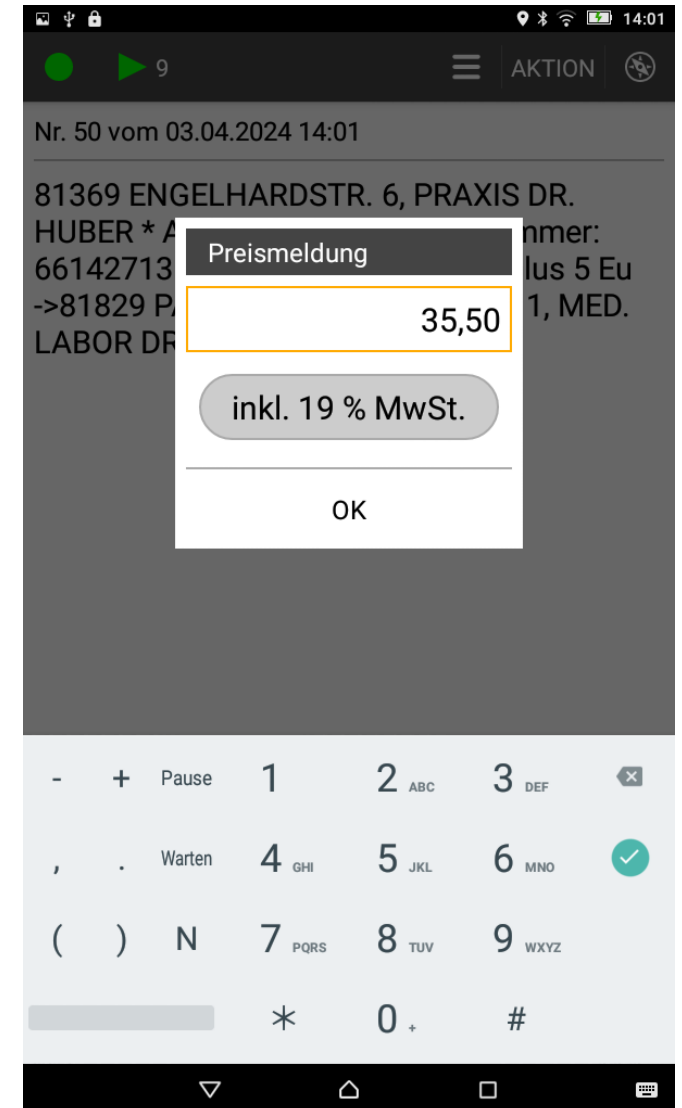 14:01
9
AKTION
Nr. 50 vom 03.04.2024 14:01
81369 ENGELHARDSTR. 6, PRAXIS DR.
HUBER * A mmer:
66142713 lus 5 Eu
->81829 PA 1, MED.
LABOR DR
Preismeldung
35,50
inkl. 19 % MwSt.
OK
- + Pause 1 2 ABC 3 DEF
, . Warten 4 GHI 5 JKL 6 MNO
( ) N 7 PQRS 8 TUV 9 WXYZ
* 0 + #